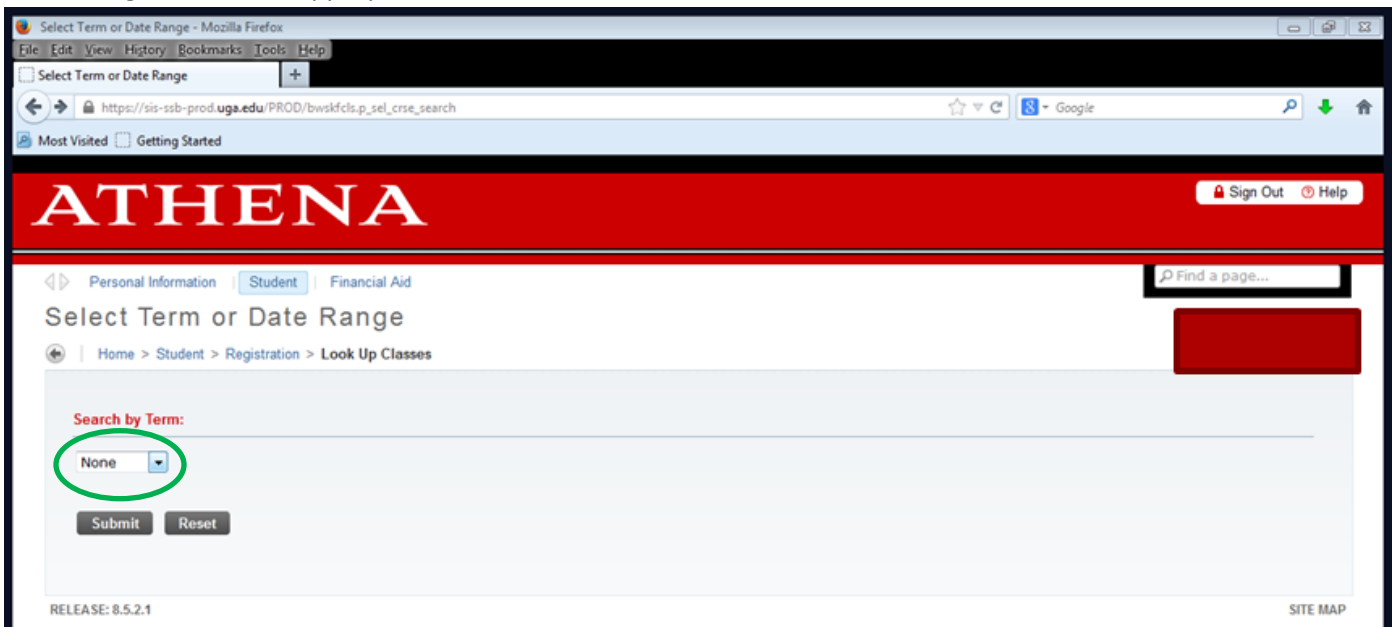 Select Term or Date Range - Mozilla Firefox
File Edit View History Bookmarks Tools Help
Select Term or Date Range +
https://sis-ssb-prod.uga.edu/PROD/bwskfcls.p_sel_crse_search
8 - Google
Most Visited Getting Started
ATHENA
Sign Out Help
Personal Information | Student | Financial Aid
Find a page...
Select Term or Date Range
Home > Student > Registration > Look Up Classes
Search by Term:
None
Submit Reset
RELEASE: 8.5.2.1 SITE MAP